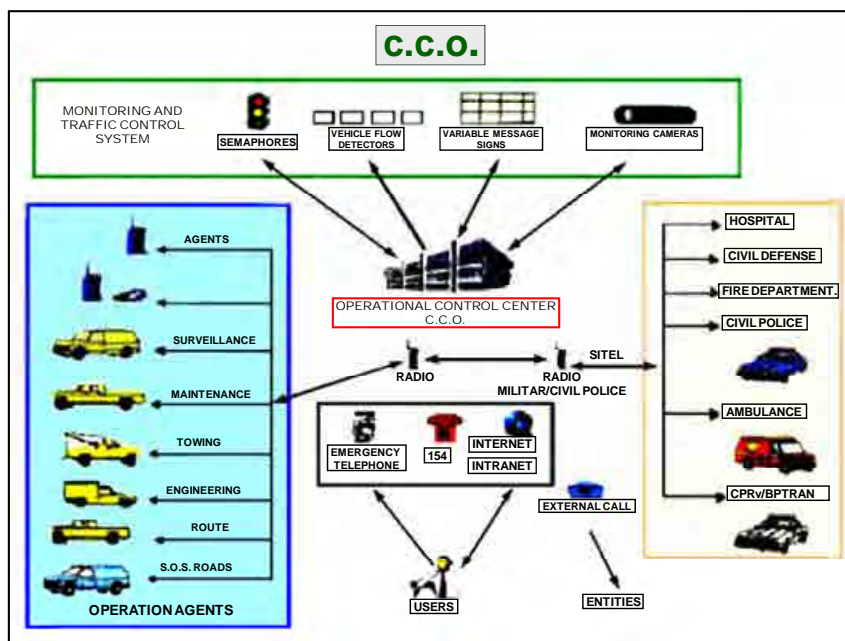 C.C.O.
MONITORING AND
TRAFFIC CONTROL
SYSTEM
SEMAPHORES
VEHICLE FLOW
DETECTORS
VARIABLE MESSAGE
SIGNS
MONITORING CAMERAS
AGENTS
SURVEILLANCE
MAINTENANCE
TOWING
ENGINEERING
ROUTE
S.O.S. ROADS
OPERATION AGENTS
OPERATIONAL CONTROL CENTER
C.C.O.
RADIO
RADIO
MILITAR/CIVIL POLICE
SITEL
EMERGENCY
TELEPHONE
154
INTERNET
INTRANET
EXTERNAL CALL
USERS
ENTITIES
HOSPITAL
CIVIL DEFENSE
FIRE DEPARTMENT.
CIVIL POLICE
AMBULANCE
CPRv/BPTRAN